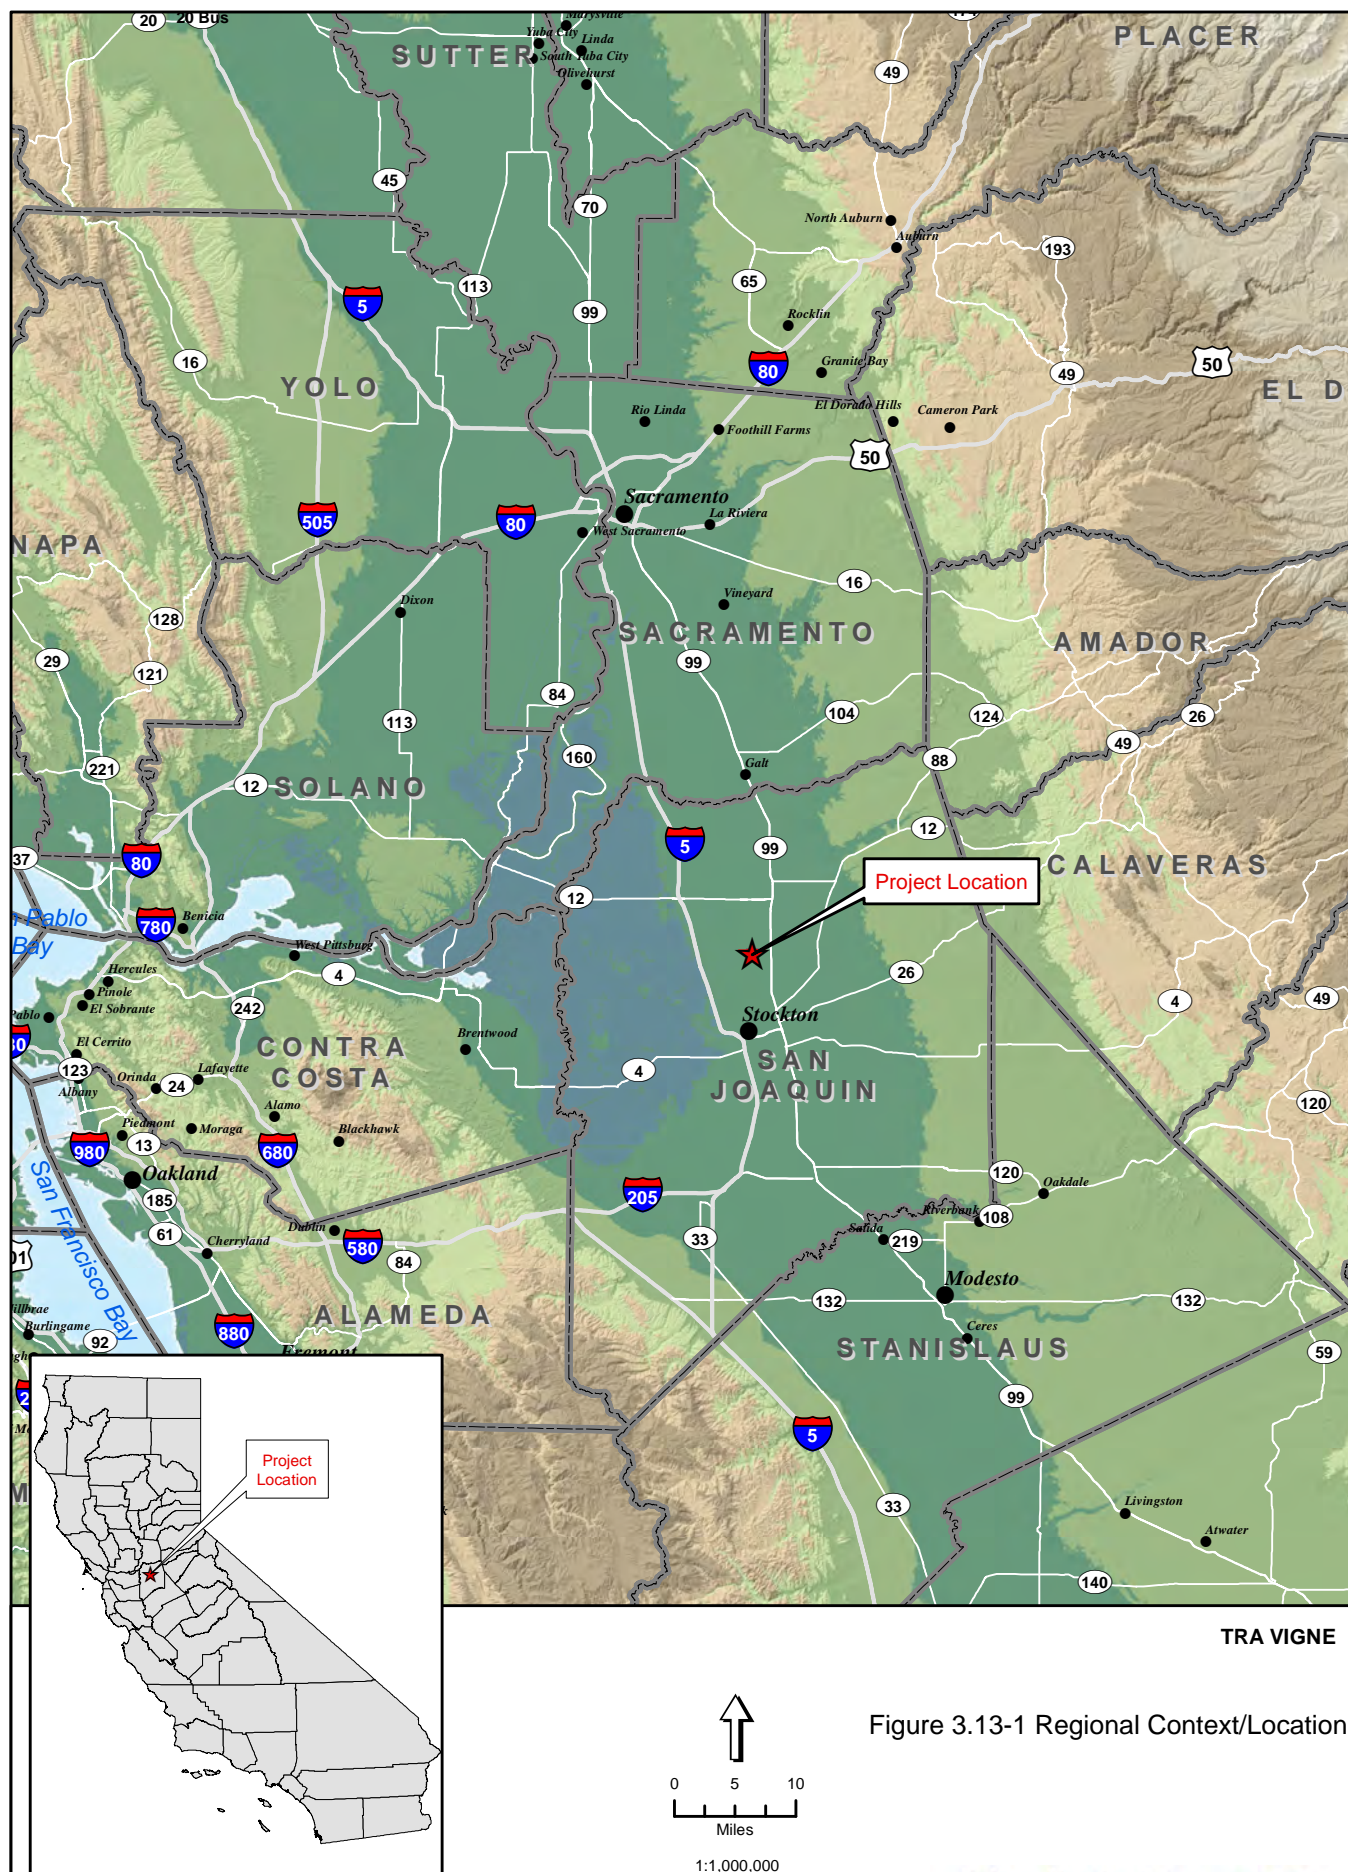 20
20 Bus
Marysville
Yuba City
Linda
SUTTER
South Yuba City
Olivehurst
PLACER
49
45
70
North Auburn
Auburn
193
113
65
5
99
Rocklin
16
Granite Bay
80
49
50
YOLO
EL D
Rio Linda
El Dorado Hills
Cameron Park
Foothill Farms
50
505
80
Sacramento
La Riviera
West Sacramento
NAPA
16
Dixon
Vineyard
128
SACRAMENTO
AMADOR
29
99
121
84
104
124
26
113
49
160
88
221
Galt
12
SOLANO
12
37
80
5
99
CALAVERAS
Project Location
12
Pablo
Bay
780
Benicia
West Pittsburg
4
26
Hercules
Pinole
El Sobrante
Pablo
242
4
49
Stockton
80
El Cerrito
CONTRA
COSTA
Brentwood
123
Albany
Orinda
24
Lafayette
4
SAN
JOAQUIN
120
Alamo
Piedmont
13
Moraga
Blackhawk
980
680
Oakland
120
Oakdale
185
205
61
Riverbank
108
Dublin
Salida
219
San Francisco Bay
Cherryland
580
33
84
01
Modesto
132
132
ALAMEDA
illbrae
Burlingame
92
880
Ceres
STANISLAUS
59
Fremont
99
5
2
M
33
Livingston
Atwater
140
Project
Location
TRA VIGNE
Figure 3.13-1 Regional Context/Location
0 5 10
Miles
1:1,000,000